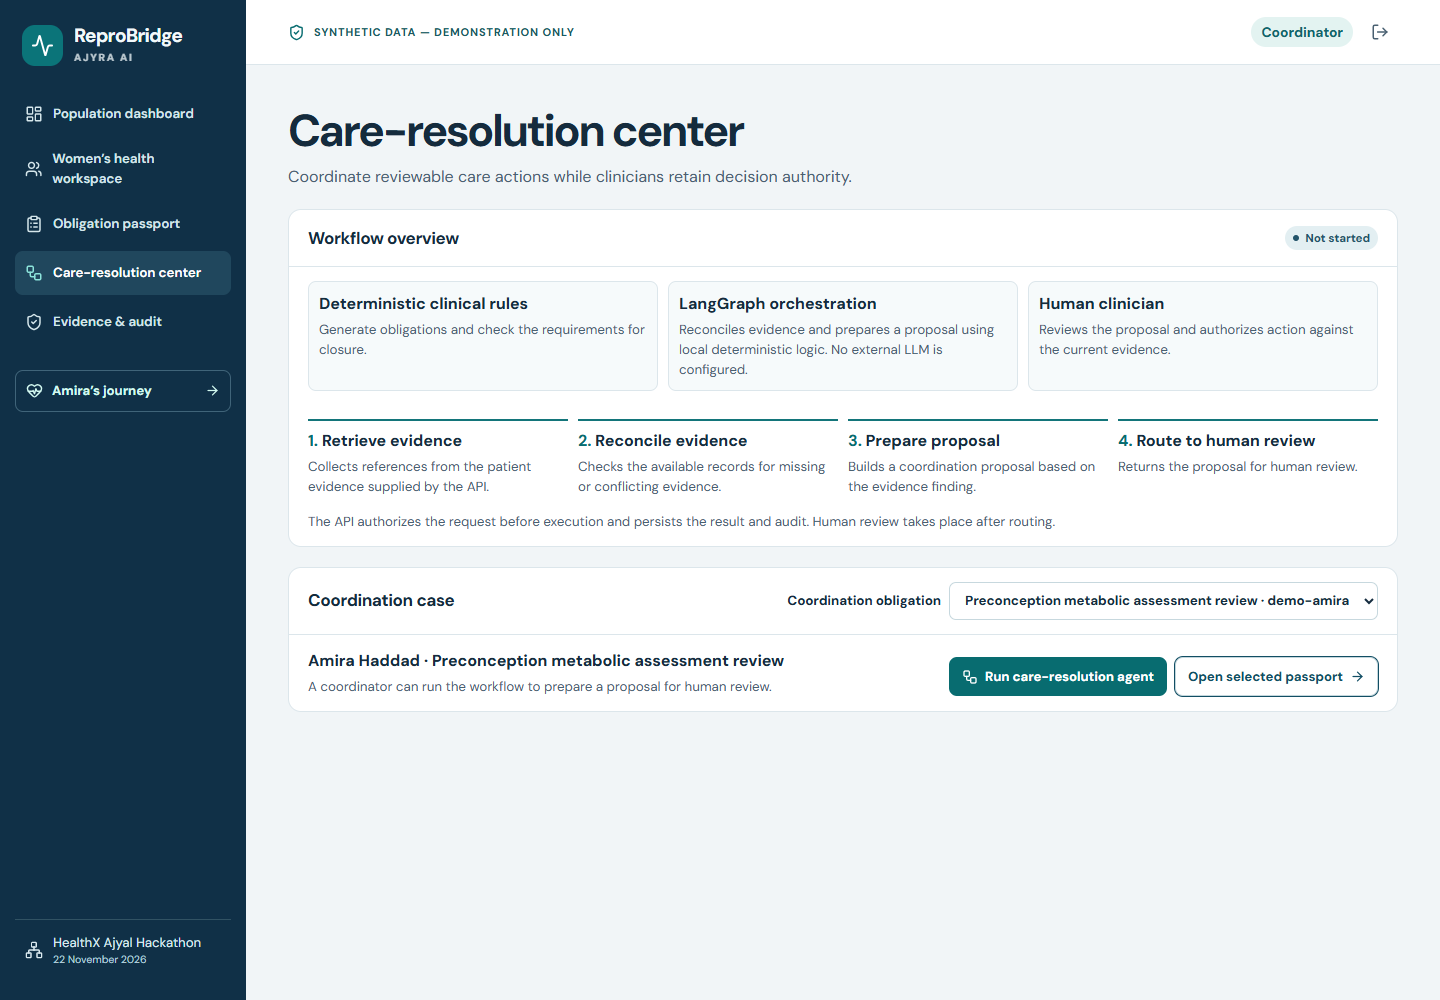 ReproBridge
AJYRA AI
Population dashboard
Women's health
workspace
Obligation passport
Care-resolution center
Evidence & audit
Amira's journey
HealthX Ajyal Hackathon
22 November 2026
SYNTHETIC DATA — DEMONSTRATION ONLY
Coordinator
Care-resolution center
Coordinate reviewable care actions while clinicians retain decision authority.
Workflow overview
Not started
Deterministic clinical rules
Generate obligations and check the requirements for
closure.
LangGraph orchestration
Reconciles evidence and prepares a proposal using
local deterministic logic. No external LLM is
configured.
Human clinician
Reviews the proposal and authorizes action against
the current evidence.
1. Retrieve evidence
Collects references from the patient
evidence supplied by the API.
2. Reconcile evidence
Checks the available records for missing
or conflicting evidence.
3. Prepare proposal
Builds a coordination proposal based on
the evidence finding.
4. Route to human review
Returns the proposal for human review.
The API authorizes the request before execution and persists the result and audit. Human review takes place after routing.
Coordination case
Coordination obligation
Preconception metabolic assessment review · demo-amira
Amira Haddad · Preconception metabolic assessment review
A coordinator can run the workflow to prepare a proposal for human review.
Run care-resolution agent
Open selected passport